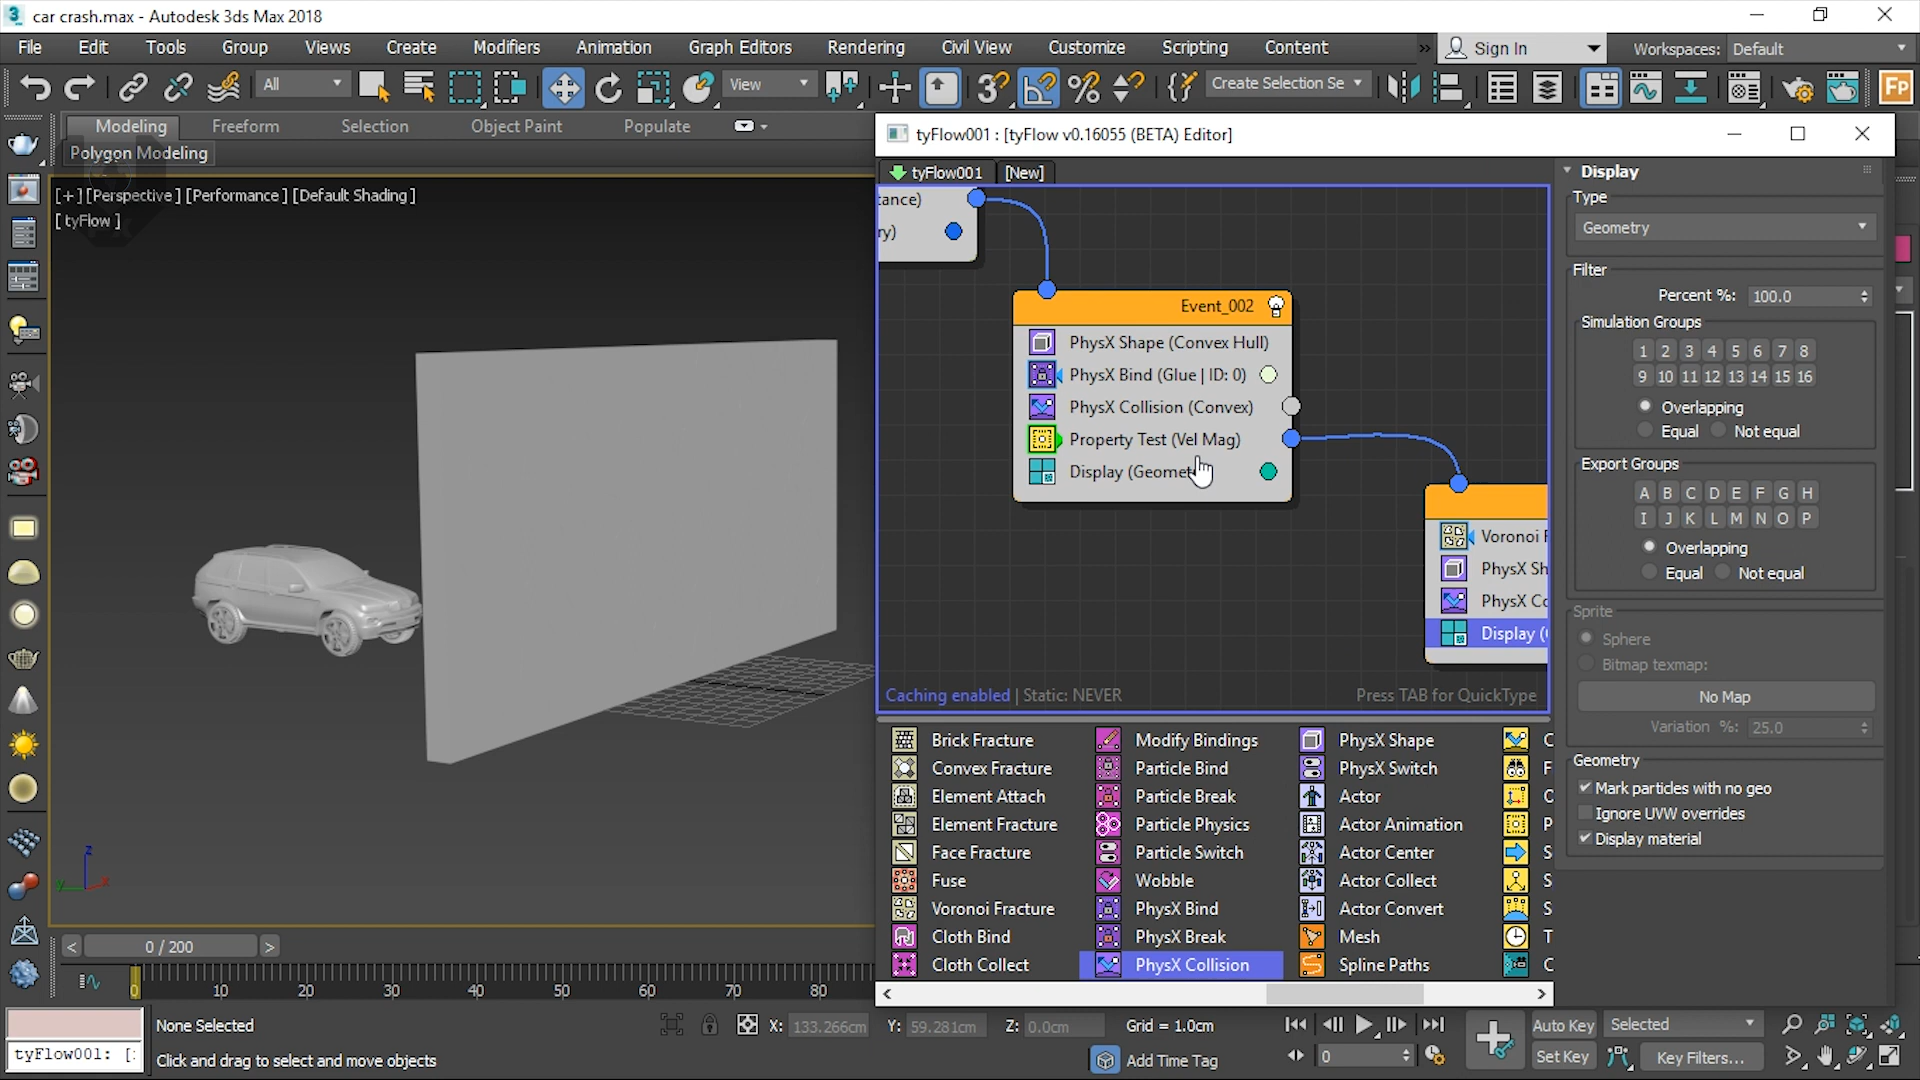 car crash.max - Autodesk 3ds Max 2018
File Edit Tools Group Views Create Modifiers Animation Graph Editors Rendering Civil View Customize Scripting Content » Sign In Workspaces: Default
All View Create Selection Se Fp
Modeling Freeform Selection Object Paint Populate
Polygon Modeling
[+] [Perspective] [Performance] [Default Shading]
[ tyFlow ]
tyFlow001 : [tyFlow v0.16055 (BETA) Editor]
tyFlow001 [New]
tance)
ry)
Event_002
PhysX Shape (Convex Hull)
PhysX Bind (Glue | ID: 0)
PhysX Collision (Convex)
Property Test (Vel Mag)
Display (Geomet
Voronoi F
PhysX Sh
PhysX Co
Display (
Caching enabled | Static: NEVER
Press TAB for QuickType
Brick Fracture
Convex Fracture
Element Attach
Element Fracture
Face Fracture
Fuse
Voronoi Fracture
Cloth Bind
Cloth Collect
Modify Bindings
Particle Bind
Particle Break
Particle Physics
Particle Switch
Wobble
PhysX Bind
PhysX Break
PhysX Collision
PhysX Shape
PhysX Switch
Actor
Actor Animation
Actor Center
Actor Collect
Actor Convert
Mesh
Spline Paths
Display
Type
Geometry
Filter
Percent %: 100.0
Simulation Groups
1 2 3 4 5 6 7 8
9 10 11 12 13 14 15 16
Overlapping
Equal Not equal
Export Groups
A B C D E F G H
I J K L M N O P
Overlapping
Equal Not equal
Sprite
Sphere
Bitmap texmap:
No Map
Variation %: 25.0
Geometry
Mark particles with no geo
Ignore UVW overrides
Display material
z
y x
< 0 / 200 >
0 10 20 30 40 50 60 70 80
None Selected X: 133.266cm Y: 59.281cm Z: 0.0cm Grid = 1.0cm
Auto Key Selected
tyFlow001: [
Click and drag to select and move objects
Add Time Tag
0
Set Key Key Filters...